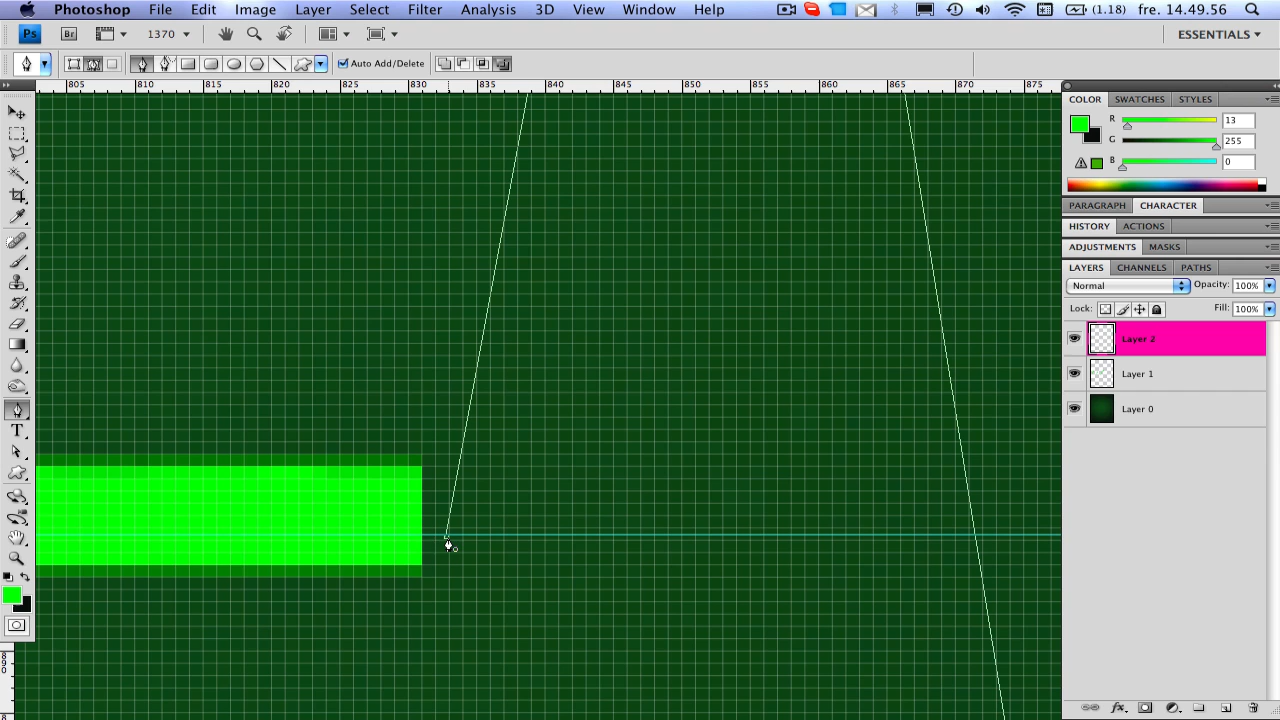 Photoshop File Edit Image Layer Select Filter Analysis 3D View Window Help (1.18) fre. 14.49.56
Ps Br 1370 ESSENTIALS
Auto Add/Delete
805 810 815 820 825 830 835 840 845 850 855 860 865 870 875
COLOR SWATCHES STYLES
R 13
G 255
B 0
PARAGRAPH CHARACTER
HISTORY ACTIONS
ADJUSTMENTS MASKS
LAYERS CHANNELS PATHS
Normal Opacity: 100%
Lock: Fill: 100%
Layer 2
Layer 1
Layer 0
T
890
fx